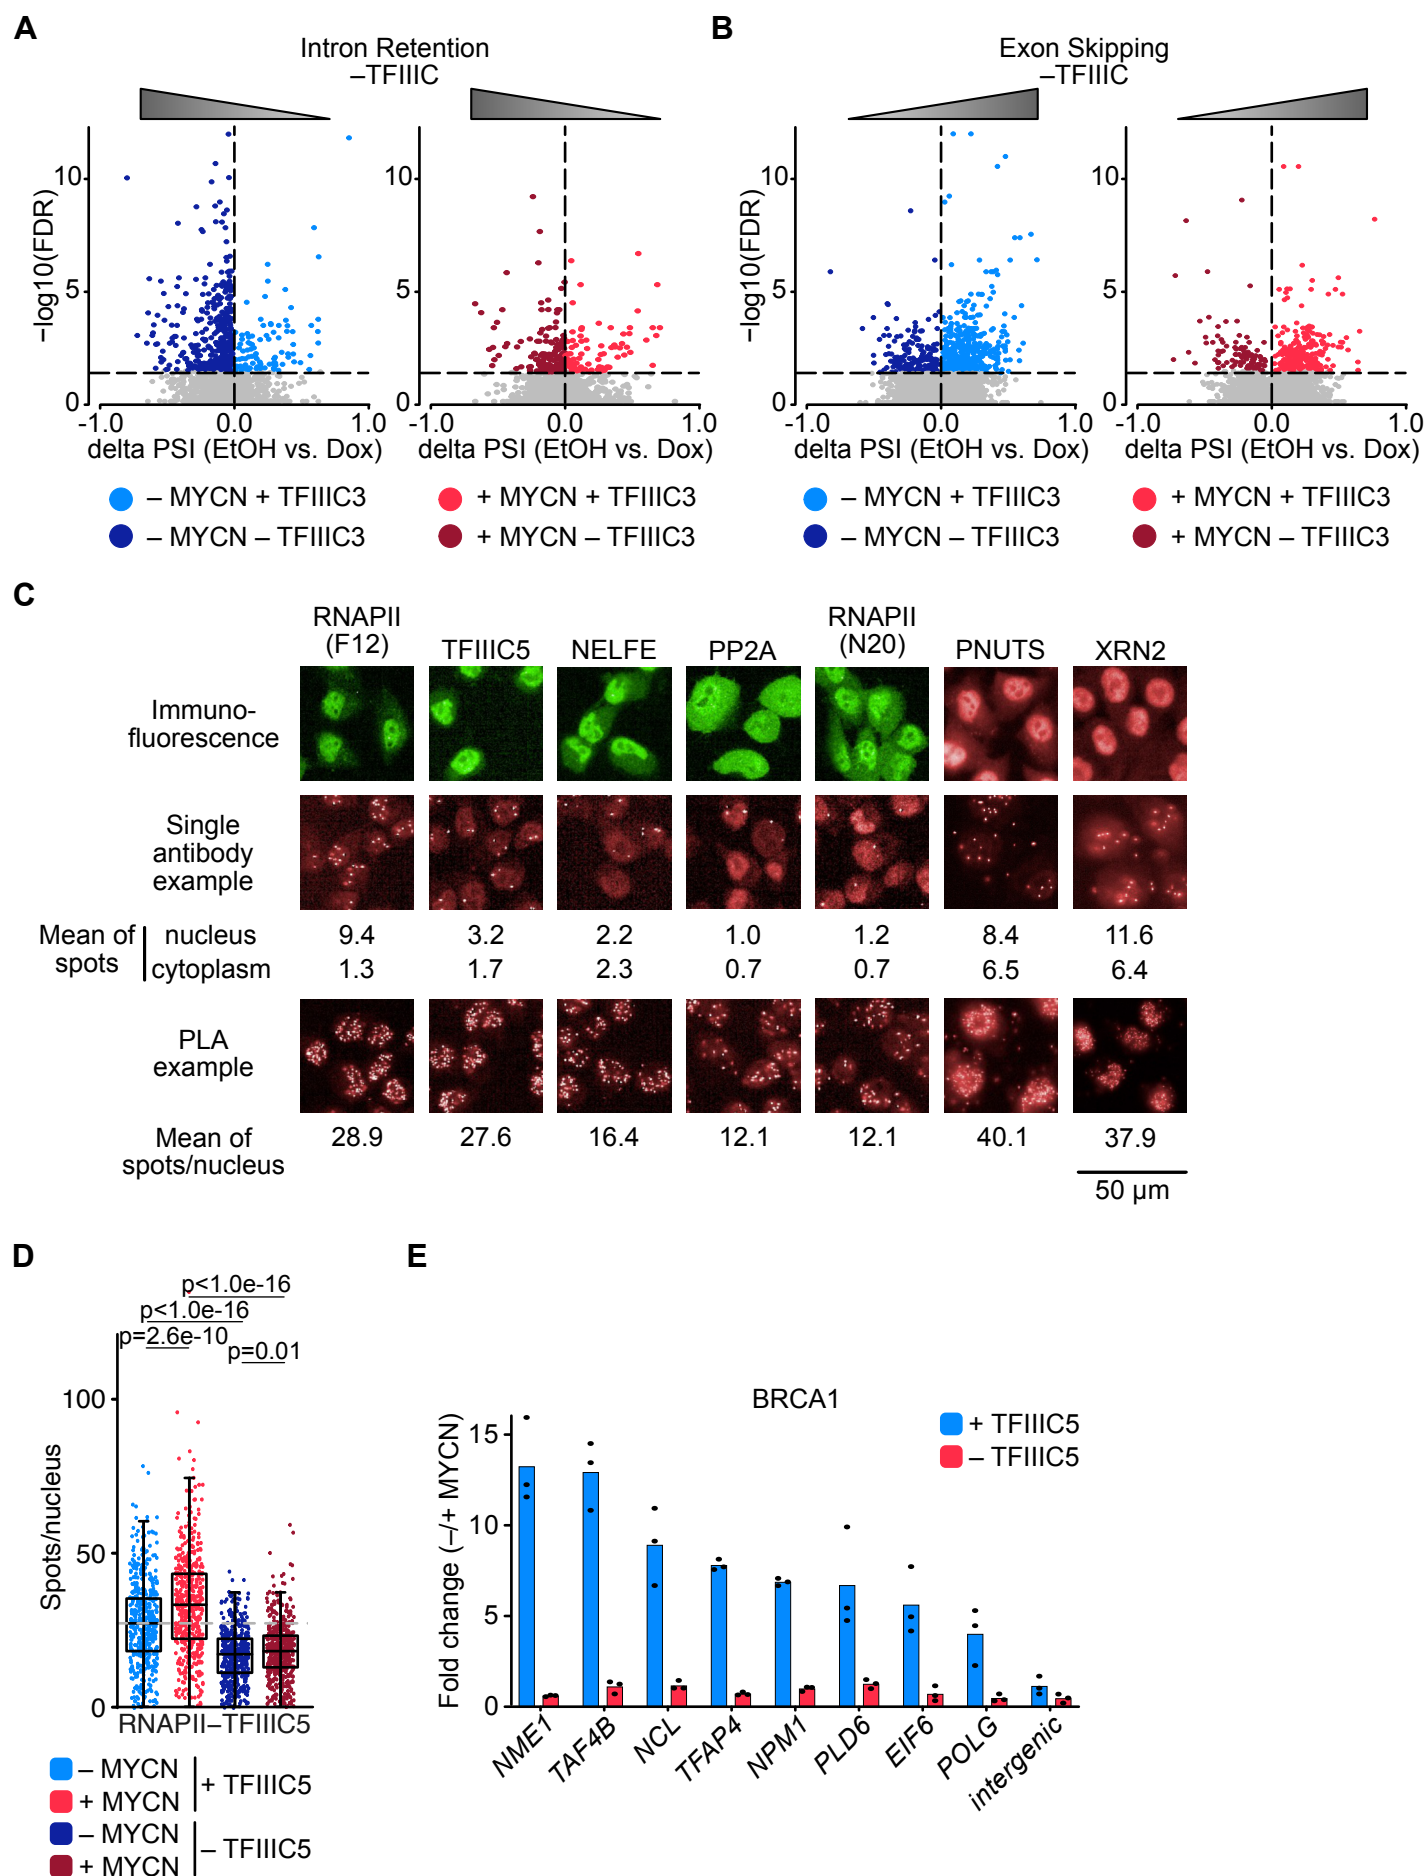 A
Intron Retention
–TFIIIC
B
Exon Skipping
–TFIIIC
–log10(FDR)
10
5
0
-1.0
0.0
1.0
delta PSI (EtOH vs. Dox)
10
5
0
-1.0
0.0
1.0
delta PSI (EtOH vs. Dox)
–log10(FDR)
10
5
0
-1.0
0.0
1.0
delta PSI (EtOH vs. Dox)
10
5
0
-1.0
0.0
1.0
delta PSI (EtOH vs. Dox)
– MYCN + TFIIIC3
– MYCN – TFIIIC3
+ MYCN + TFIIIC3
+ MYCN – TFIIIC3
– MYCN + TFIIIC3
– MYCN – TFIIIC3
+ MYCN + TFIIIC3
+ MYCN – TFIIIC3
C
RNAPII
(F12)
TFIIIC5
NELFE
PP2A
RNAPII
(N20)
PNUTS
XRN2
Immuno-
fluorescence
Single
antibody
example
Mean of
spots
nucleus
9.4 3.2 2.2 1.0 1.2 8.4 11.6
cytoplasm
1.3 1.7 2.3 0.7 0.7 6.5 6.4
PLA
example
Mean of
spots/nucleus
28.9 27.6 16.4 12.1 12.1 40.1 37.9
50 µm
D
p<1.0e-16
p<1.0e-16
p=2.6e-10
p=0.01
Spots/nucleus
100
50
0
RNAPII–TFIIIC5
– MYCN
+ MYCN
+ TFIIIC5
– MYCN
+ MYCN
– TFIIIC5
E
BRCA1
+ TFIIIC5
– TFIIIC5
Fold change (–/+ MYCN)
15
10
5
0
NME1
TAF4B
NCL
TFAP4
NPM1
PLD6
EIF6
POLG
intergenic